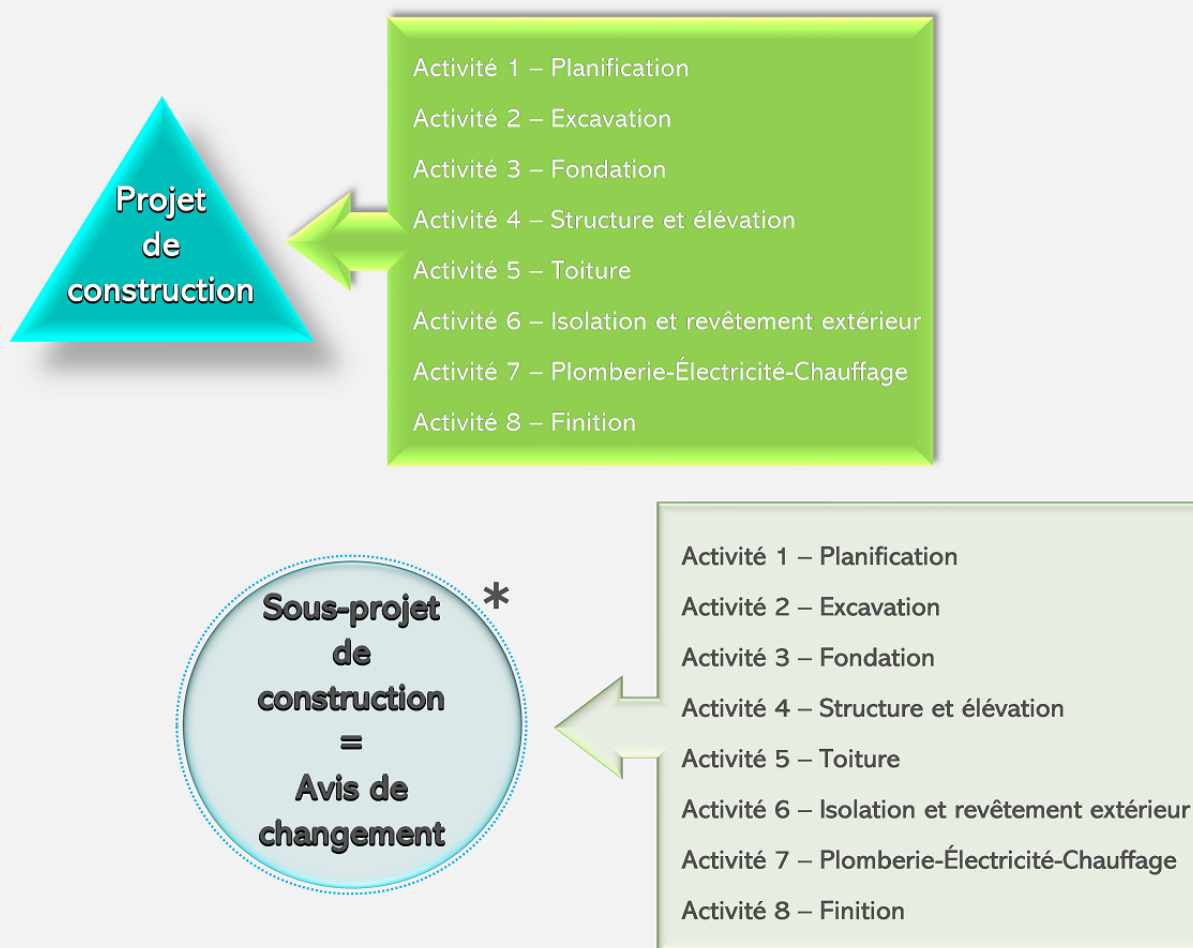 Projet
de
construction
Activité 1 – Planification
Activité 2 – Excavation
Activité 3 – Fondation
Activité 4 – Structure et élévation
Activité 5 – Toiture
Activité 6 – Isolation et revêtement extérieur
Activité 7 – Plomberie-Électricité-Chauffage
Activité 8 – Finition
Sous-projet *
de
construction
=
Avis de
changement
Activité 1 – Planification
Activité 2 – Excavation
Activité 3 – Fondation
Activité 4 – Structure et élévation
Activité 5 – Toiture
Activité 6 – Isolation et revêtement extérieur
Activité 7 – Plomberie-Électricité-Chauffage
Activité 8 – Finition